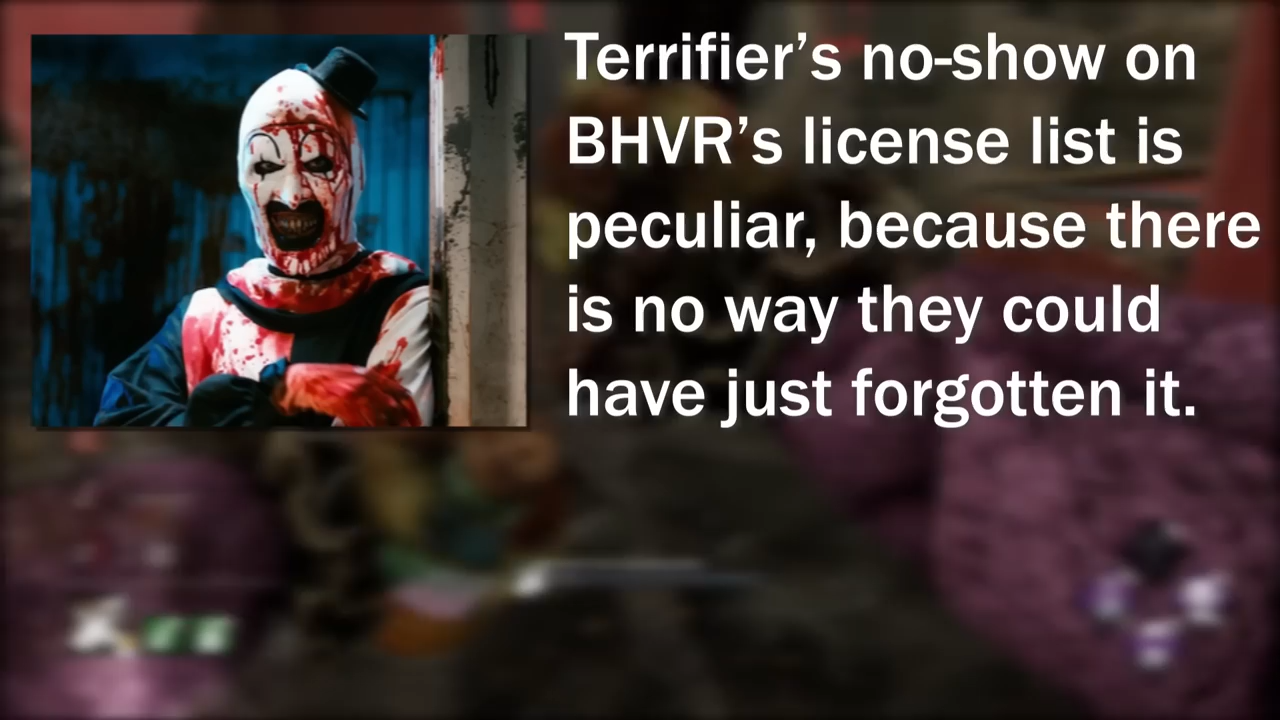 Terrifier’s no-show on
BHVR’s license list is
peculiar, because there
is no way they could
have just forgotten it.